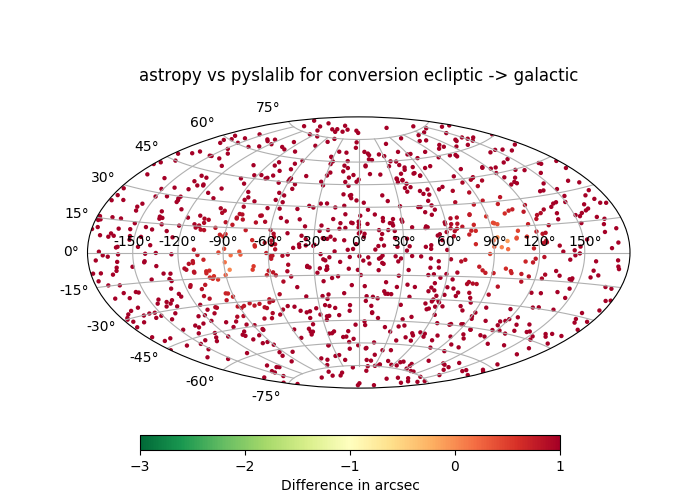 astropy vs pyslalib for conversion ecliptic -> galactic
75°
60°
45°
30°
15°
-150° -120° -90° -60° -30° 0° 30° 60° 90° 120° 150°
0°
-15°
-30°
-45°
-60°
-75°
−3 −2 −1 0 1
Difference in arcsec